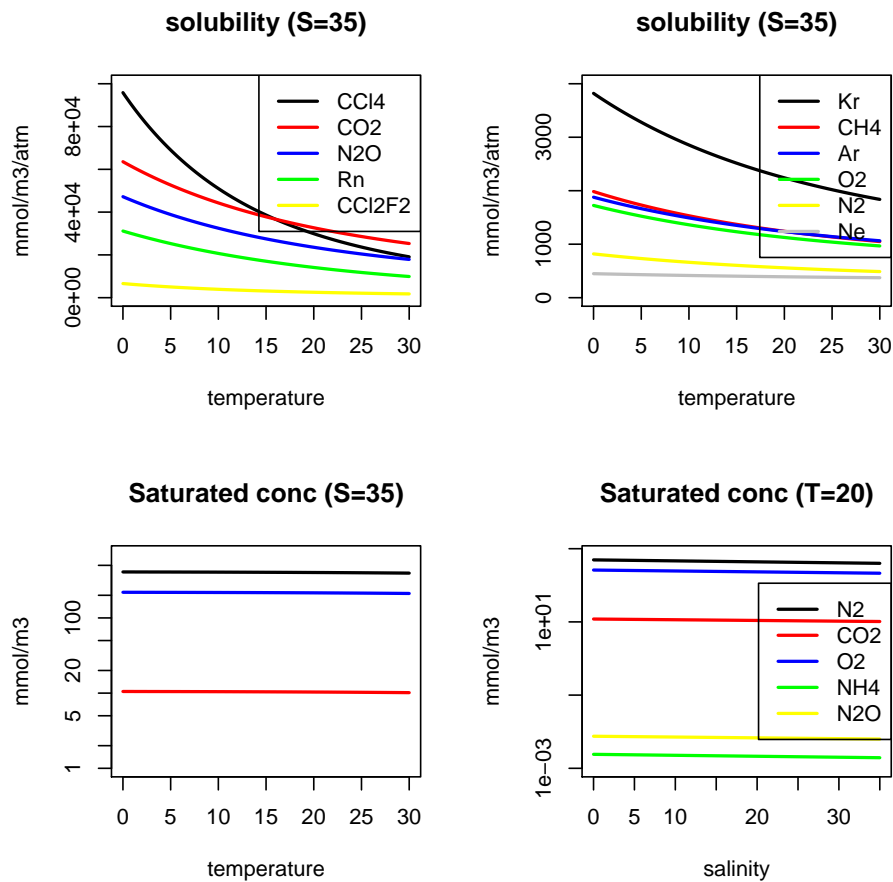 solubility (S=35)
mmol/m3/atm
8e+04
4e+04
0e+00
CCl4
CO2
N2O
Rn
CCl2F2
0 5 10 15 20 25 30
temperature
solubility (S=35)
mmol/m3/atm
3000
1000
0
Kr
CH4
Ar
O2
N2
Ne
0 5 10 15 20 25 30
temperature
Saturated conc (S=35)
mmol/m3
100
20
5
1
0 5 10 15 20 25 30
temperature
Saturated conc (T=20)
mmol/m3
1e+01
1e−03
N2
CO2
O2
NH4
N2O
0 5 10 20 30
salinity